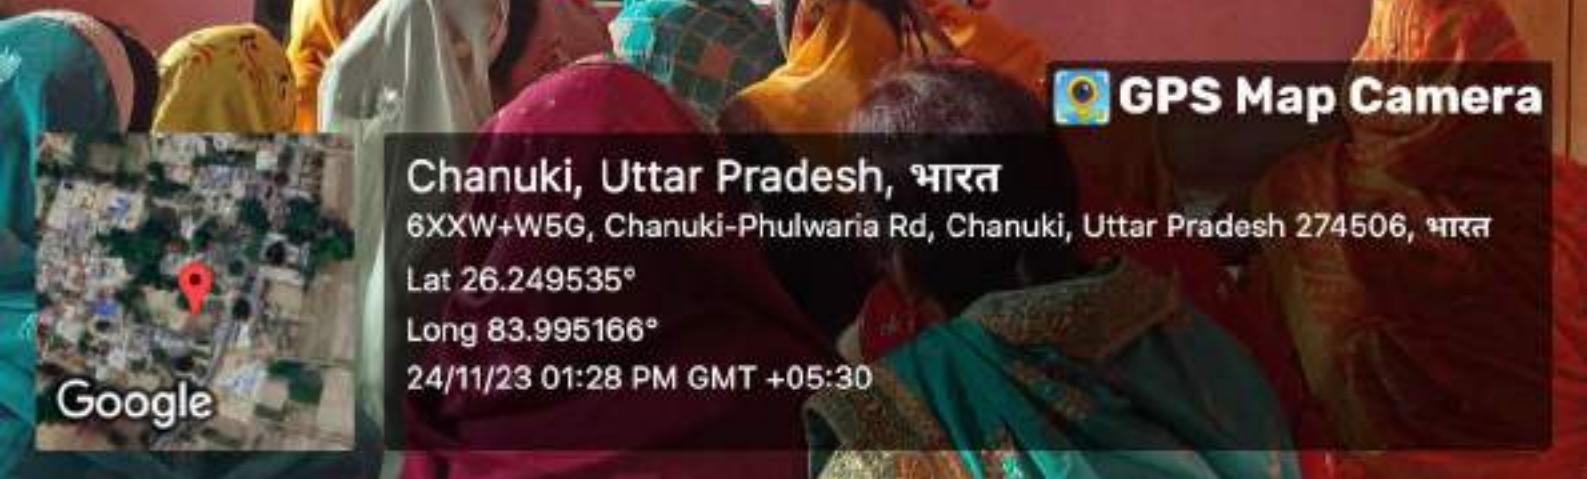 GPS Map Camera
Chanuki, Uttar Pradesh, भारत
6XXW+W5G, Chanuki-Phulwaria Rd, Chanuki, Uttar Pradesh 274506, भारत
Lat 26.249535°
Long 83.995166°
24/11/23 01:28 PM GMT +05:30
Google